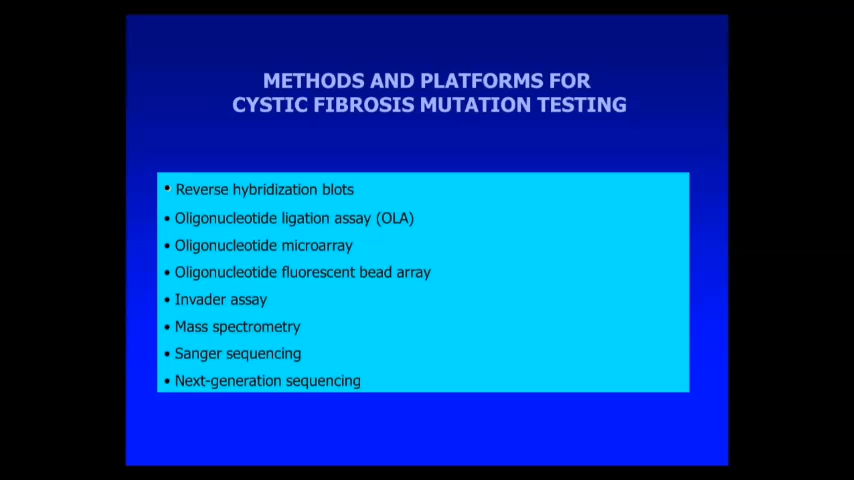 METHODS AND PLATFORMS FOR
CYSTIC FIBROSIS MUTATION TESTING
• Reverse hybridization blots
• Oligonucleotide ligation assay (OLA)
• Oligonucleotide microarray
• Oligonucleotide fluorescent bead array
• Invader assay
• Mass spectrometry
• Sanger sequencing
• Next-generation sequencing